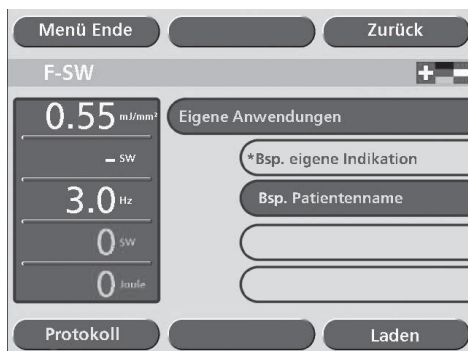 Menü Ende
Zurück
F-SW
0.55 mJ/mm²
Eigene Anwendungen
– SW
*Bsp. eigene Indikation
3.0 Hz
Bsp. Patientenname
0 SW
0 Joule
Protokoll
Laden